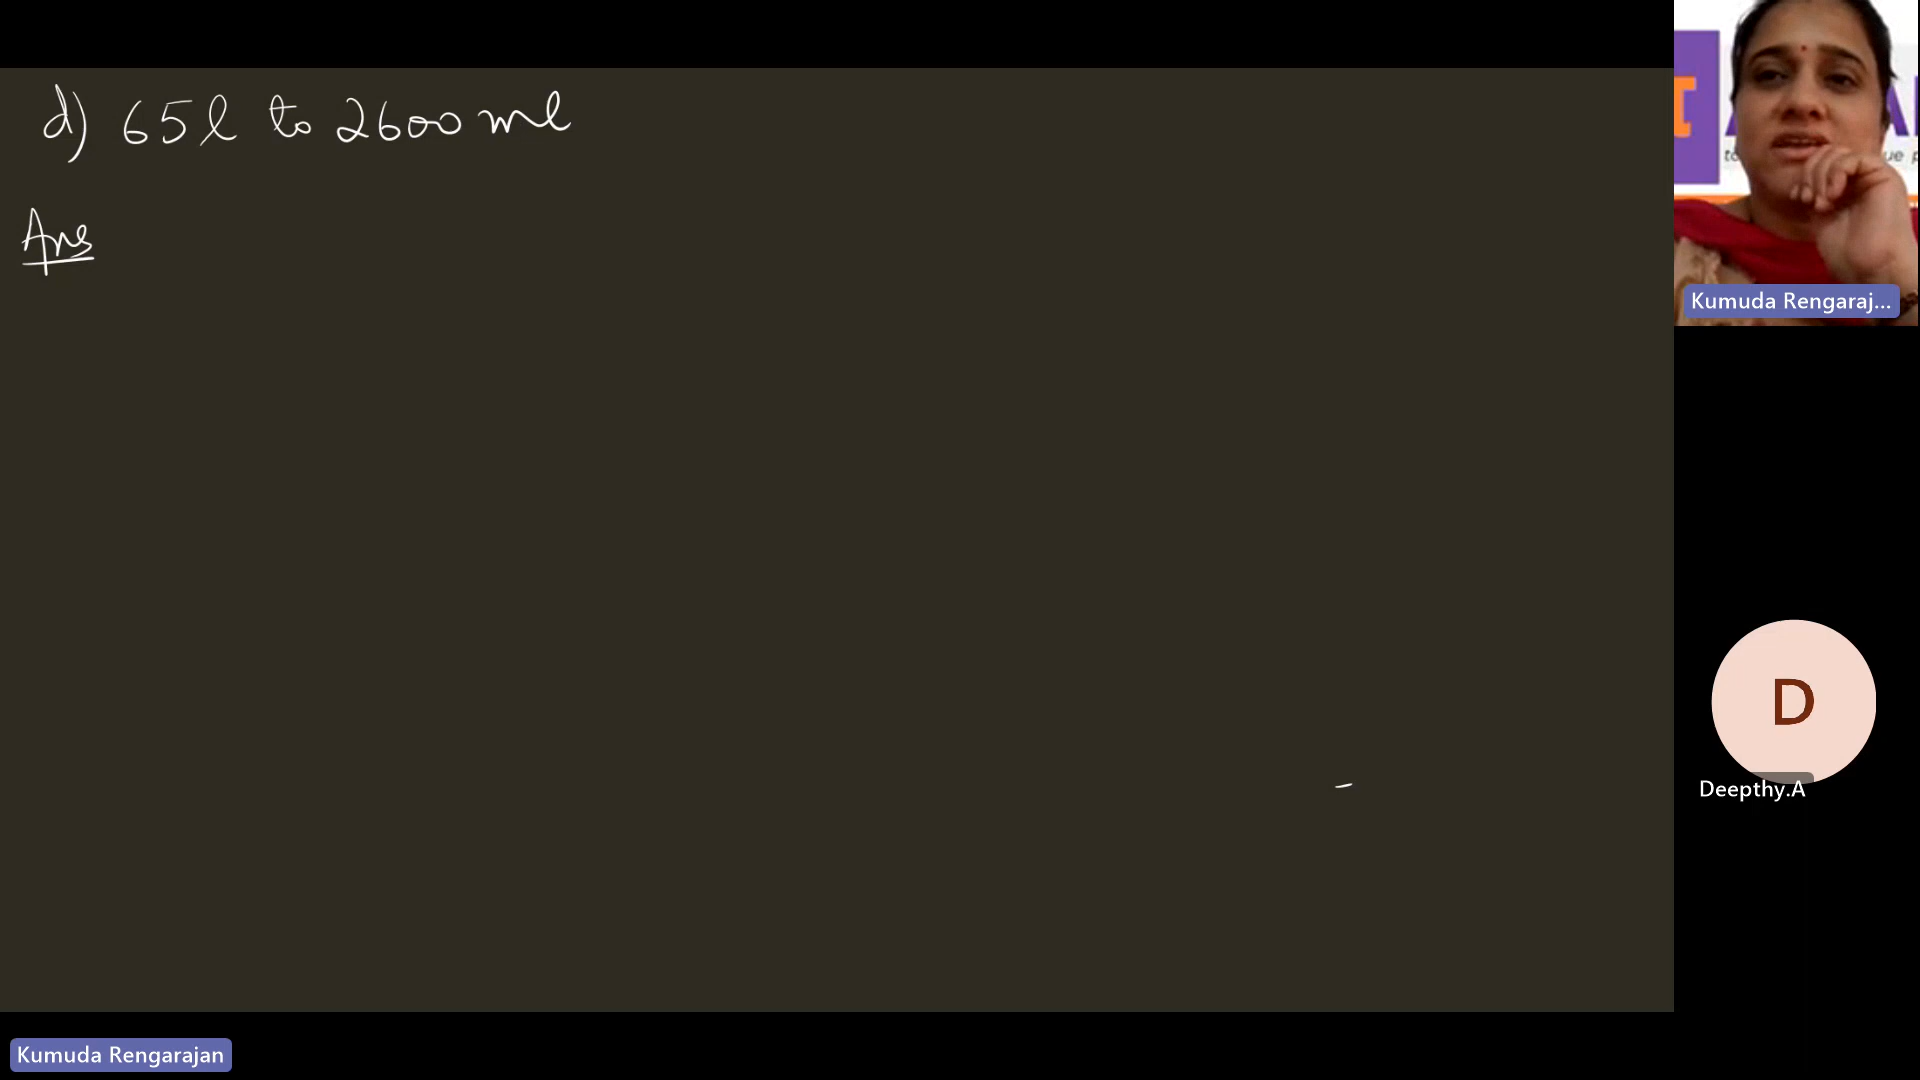 d) 65l to 2600 ml
Ans
Kumuda Rengaraj...
D
Deepthy.A
Kumuda Rengarajan